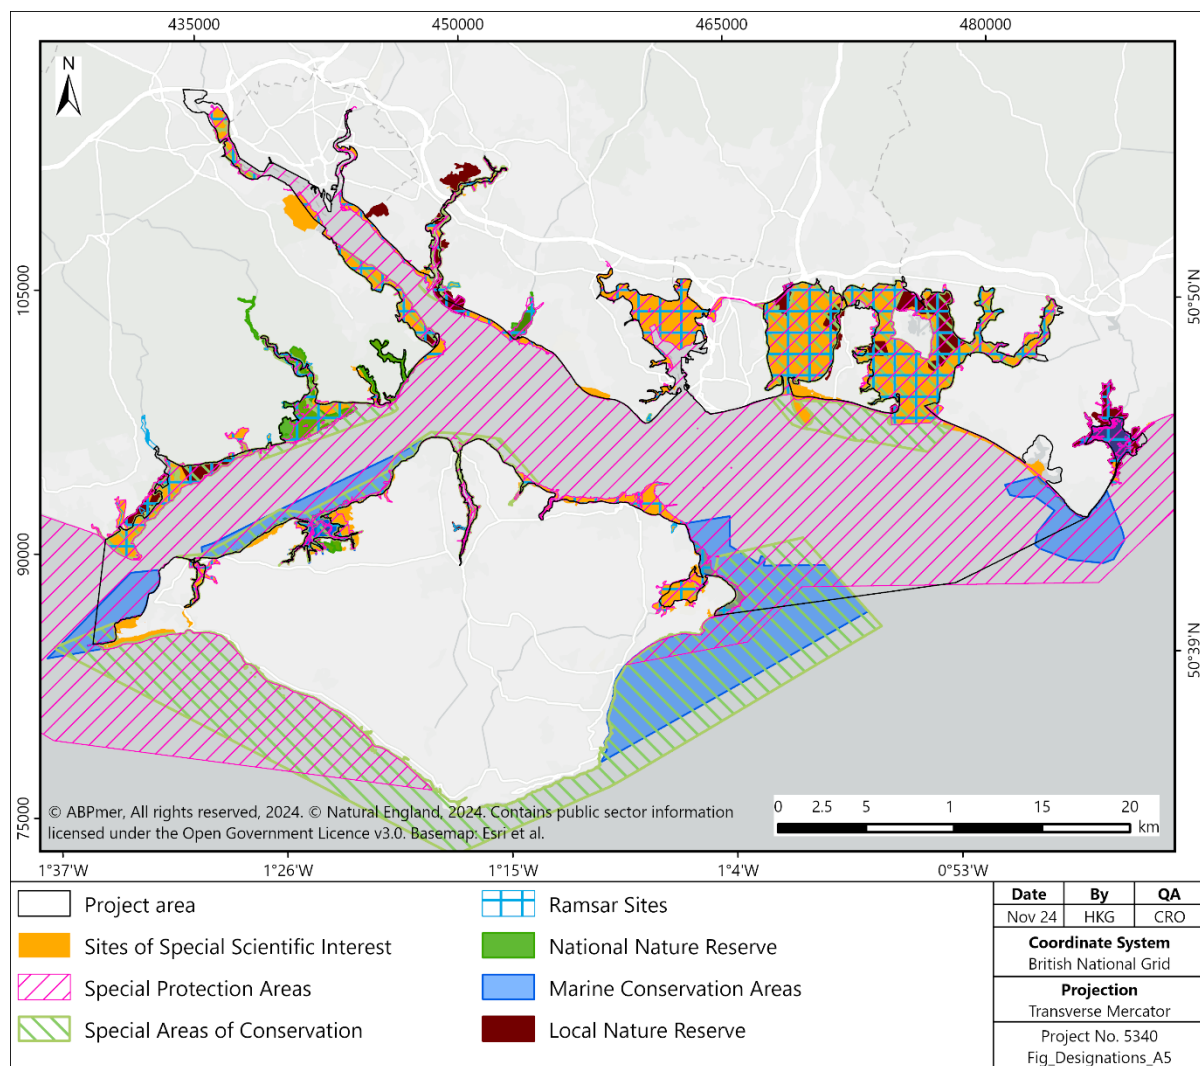 435000 450000 465000 480000
N
105000
90000
75000
50°50'N
50°39'N
© ABPmer, All rights reserved, 2024. © Natural England, 2024. Contains public sector information
licensed under the Open Government Licence v3.0. Basemap: Esri et al.
0 2.5 5 1 15 20
km
1°37'W 1°26'W 1°15'W 1°4'W 0°53'W
Project area
Sites of Special Scientific Interest
Special Protection Areas
Special Areas of Conservation
Ramsar Sites
National Nature Reserve
Marine Conservation Areas
Local Nature Reserve
Date By QA
Nov 24 HKG CRO
Coordinate System
British National Grid
Projection
Transverse Mercator
Project No. 5340
Fig_Designations_A5